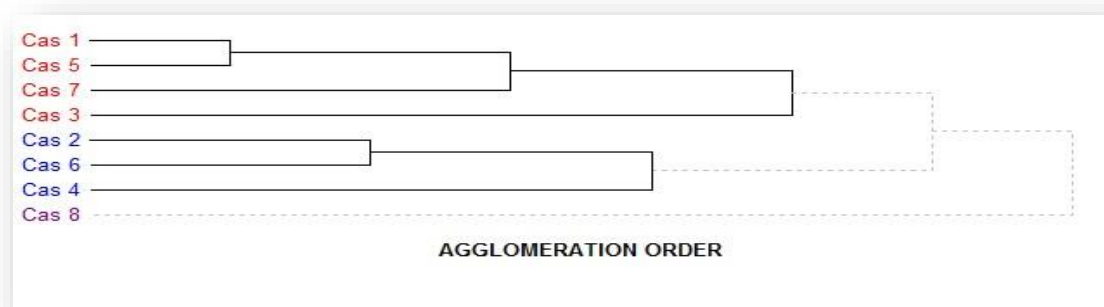 Cas 1
Cas 5
Cas 7
Cas 3
Cas 2
Cas 6
Cas 4
Cas 8
AGGLOMERATION ORDER